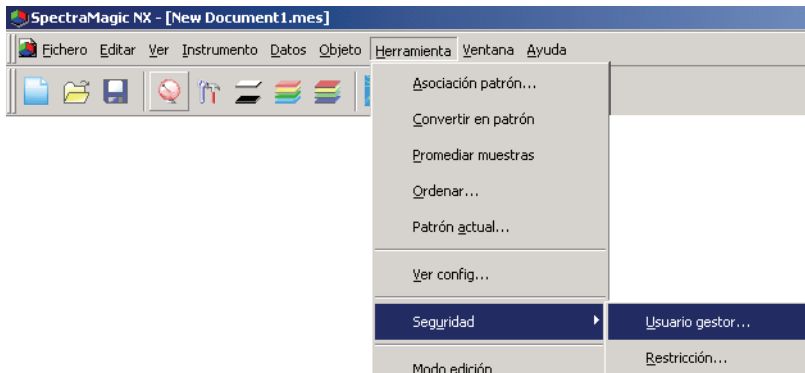 SpectraMagic NX - [New Document1.mes]
Fichero Editar Ver Instrumento Datos Objeto Herramienta Ventana Ayuda
Asociación patrón...
Convertir en patrón
Promediar muestras
Ordenar...
Patrón actual...
Ver config...
Seguridad
Usuario gestor...
Restricción...
Modo edición